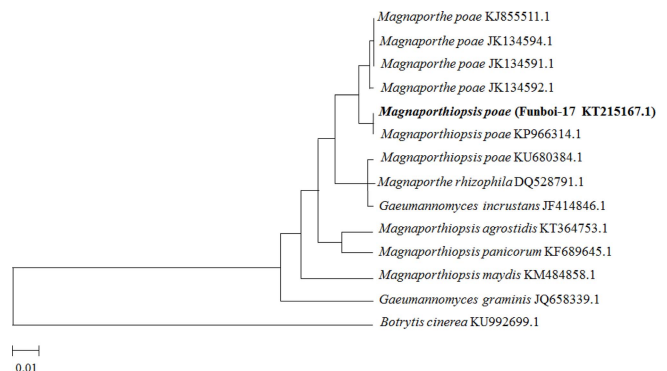 Magnaporthe poae KJ855511.1
Magnaporthe poae JK134594.1
Magnaporthe poae JK134591.1
Magnaporthe poae JK134592.1
Magnaporthiopsis poae (Funboi-17 KT215167.1)
Magnaporthiopsis poae KP966314.1
Magnaporthiopsis poae KU680384.1
Magnaporthe rhizophila DQ528791.1
Gaeumannomyces incrustans JF414846.1
Magnaporthiopsis agrostidis KT364753.1
Magnaporthiopsis panicorum KF689645.1
Magnaporthiopsis maydis KM484858.1
Gaeumannomyces graminis JQ658339.1
Botrytis cinerea KU992699.1
0.01